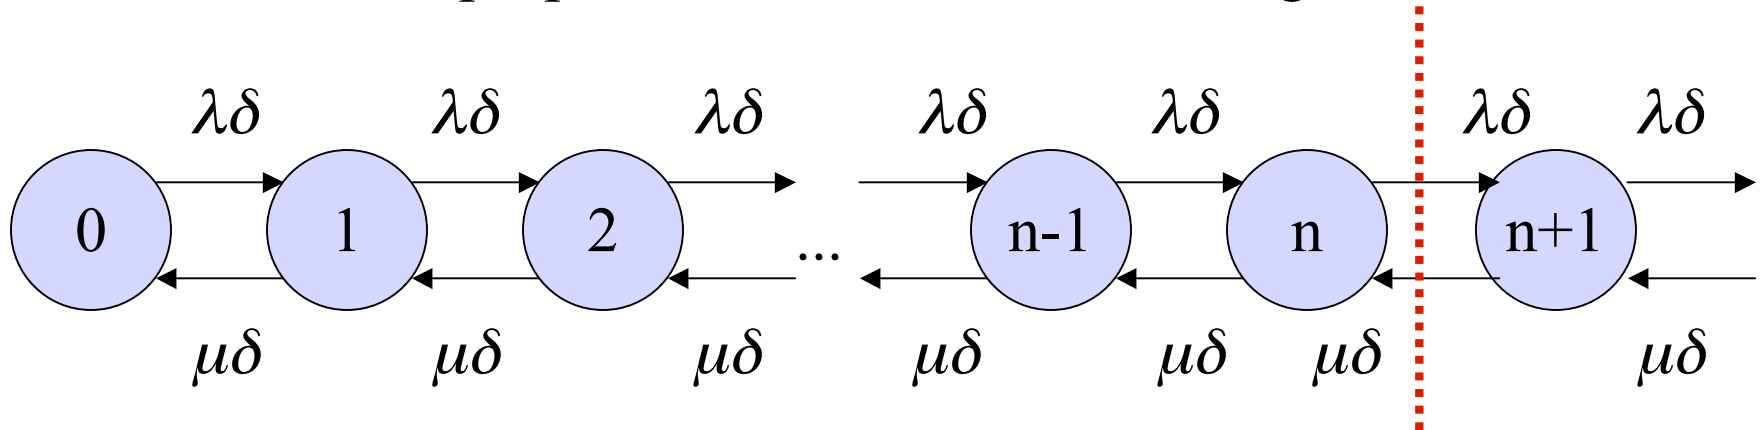 λδ λδ λδ λδ λδ λδ λδ
0 1 2 ... n-1 n n+1
μδ μδ μδ μδ μδ μδ μδ